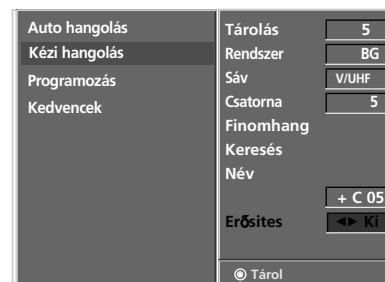 Auto hangolás
Kézi hangolás
Programozás
Kedvencek
Tárolás 5
Rendszer BG
Sáv V/UHF
Csatorna 5
Finomhang
Keresés
Név
+ C 05
Erősites ◄► Ki
◉ Tárol